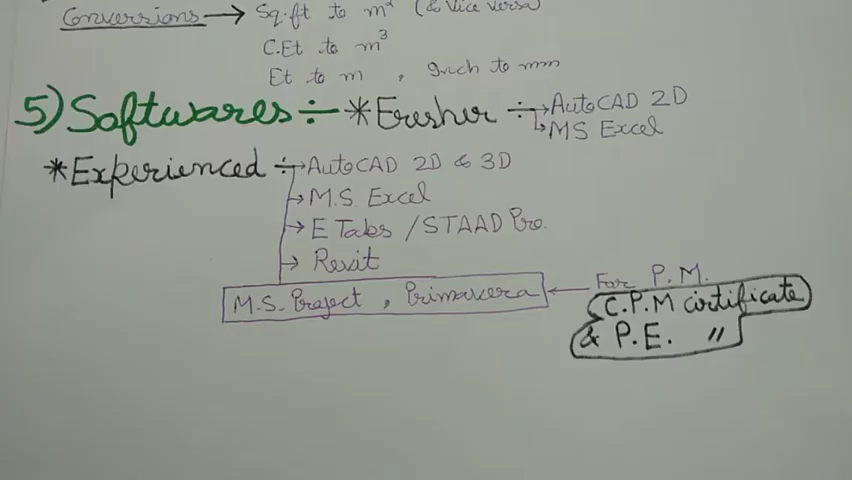 Conversions → Sq.ft to m² (& vice versa)
C.Ft to m³
Ft to m , Inch to mm
5) Softwares ÷ *Fresher ÷ → AutoCAD 2D
→ MS Excel
*Experienced ÷ → AutoCAD 2D & 3D
→ M.S. Excel
→ E Tabs / STAAD Pro.
→ Revit
M.S. Project , Primavera ← For P.M.
C.P.M cirtificate
& P.E. "